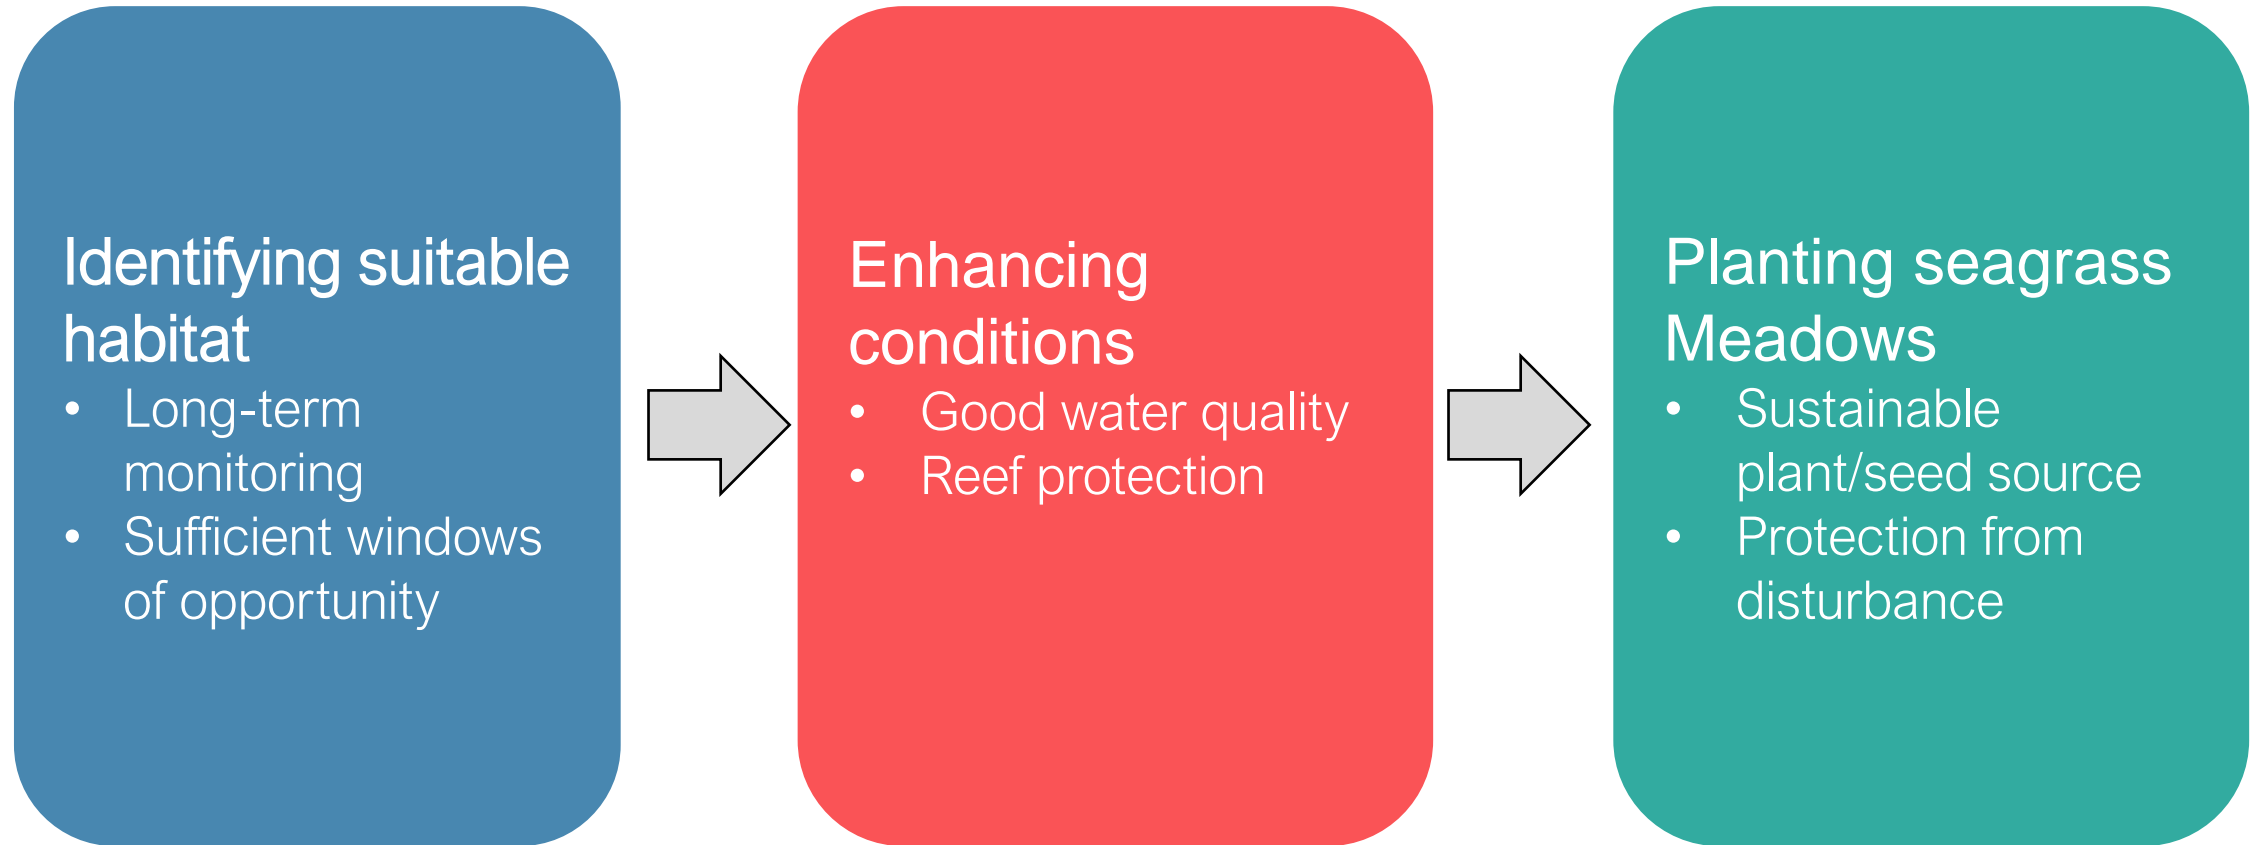 Identifying suitable
habitat
• Long-term
monitoring
• Sufficient windows
of opportunity
Enhancing
conditions
• Good water quality
• Reef protection
Planting seagrass
Meadows
• Sustainable
plant/seed source
• Protection from
disturbance